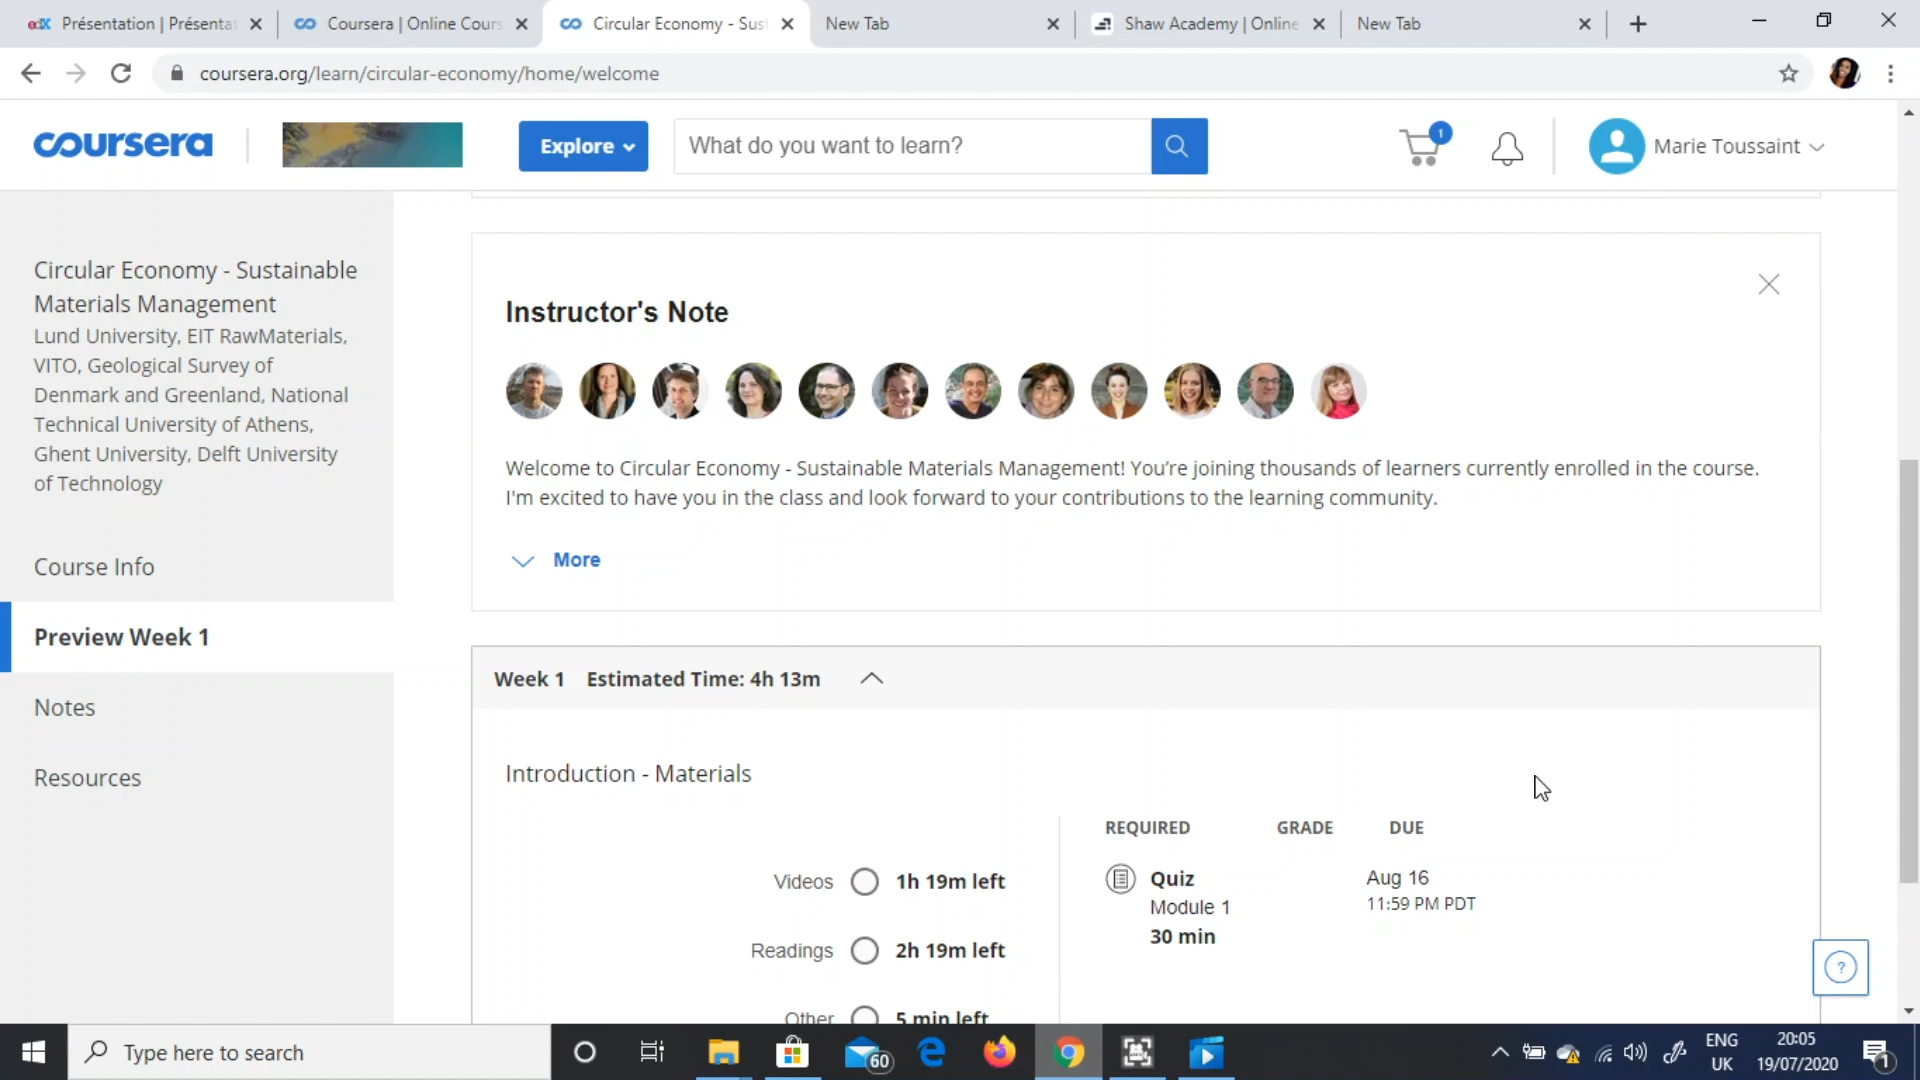 edX Présentation | Présentat
Coursera | Online Cours
Circular Economy - Sust
New Tab
Shaw Academy | Online
New Tab
coursera.org/learn/circular-economy/home/welcome
coursera
Explore
What do you want to learn?
1
Marie Toussaint
Circular Economy - Sustainable
Materials Management
Lund University, EIT RawMaterials,
VITO, Geological Survey of
Denmark and Greenland, National
Technical University of Athens,
Ghent University, Delft University
of Technology
Course Info
Preview Week 1
Notes
Resources
Instructor's Note
Welcome to Circular Economy - Sustainable Materials Management! You’re joining thousands of learners currently enrolled in the course.
I'm excited to have you in the class and look forward to your contributions to the learning community.
More
Week 1 Estimated Time: 4h 13m
Introduction - Materials
REQUIRED GRADE DUE
Videos 1h 19m left
Readings 2h 19m left
Other 5 min left
Quiz
Module 1
30 min
Aug 16
11:59 PM PDT
?
Type here to search
60
ENG
UK
20:05
19/07/2020
1